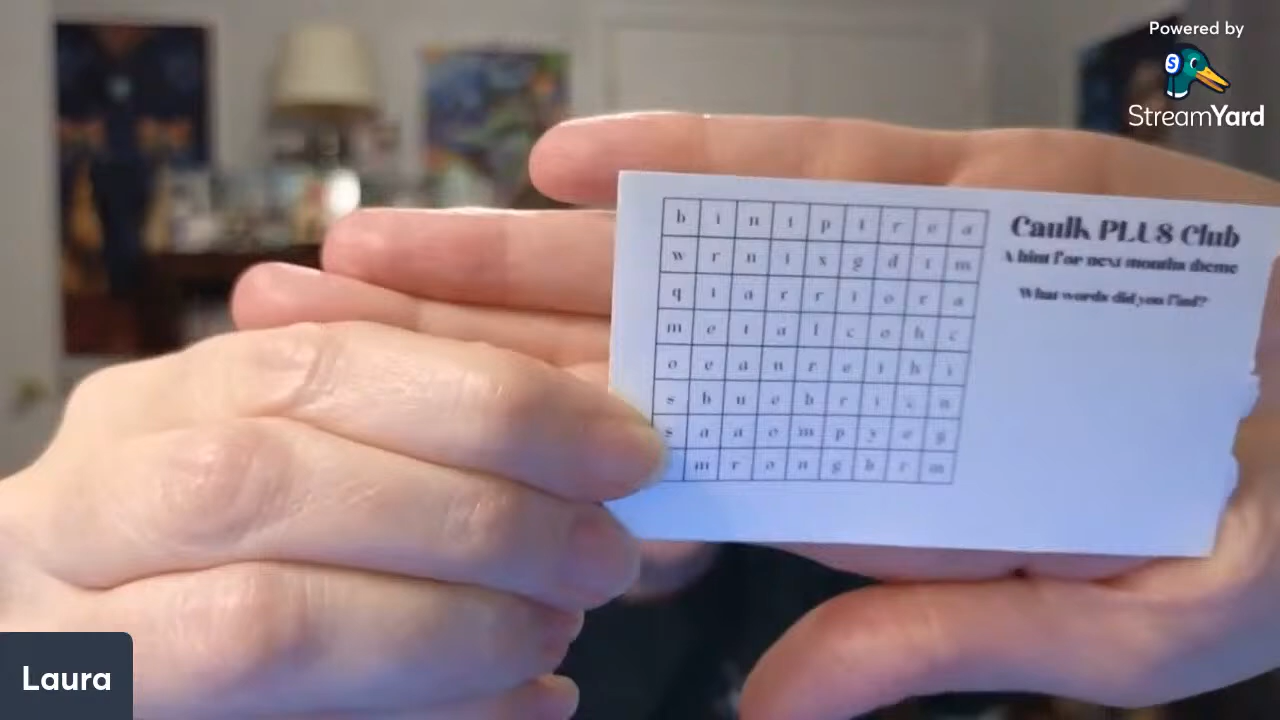 Powered by
StreamYard
b i n t p t r e a
w r n i x g d t m
q i a r r i o r a
m e t a l c o h c
o e a n r e i h i
s b u e b r i c n
s a a o m p s e g
m r o n g h r m
Caulk PLUS Club
A hint for next months theme
What words did you find?
Laura